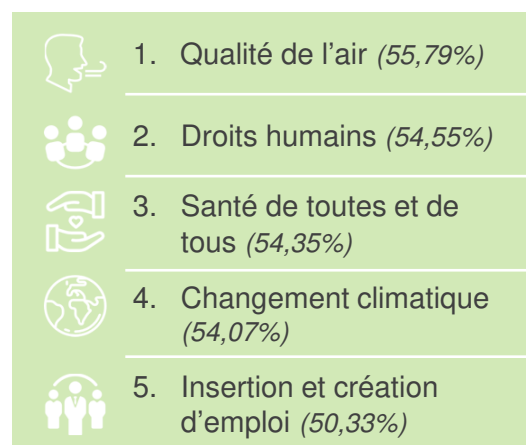 1. Qualité de l’air (55,79%)
2. Droits humains (54,55%)
3. Santé de toutes et de
tous (54,35%)
4. Changement climatique
(54,07%)
5. Insertion et création
d’emploi (50,33%)